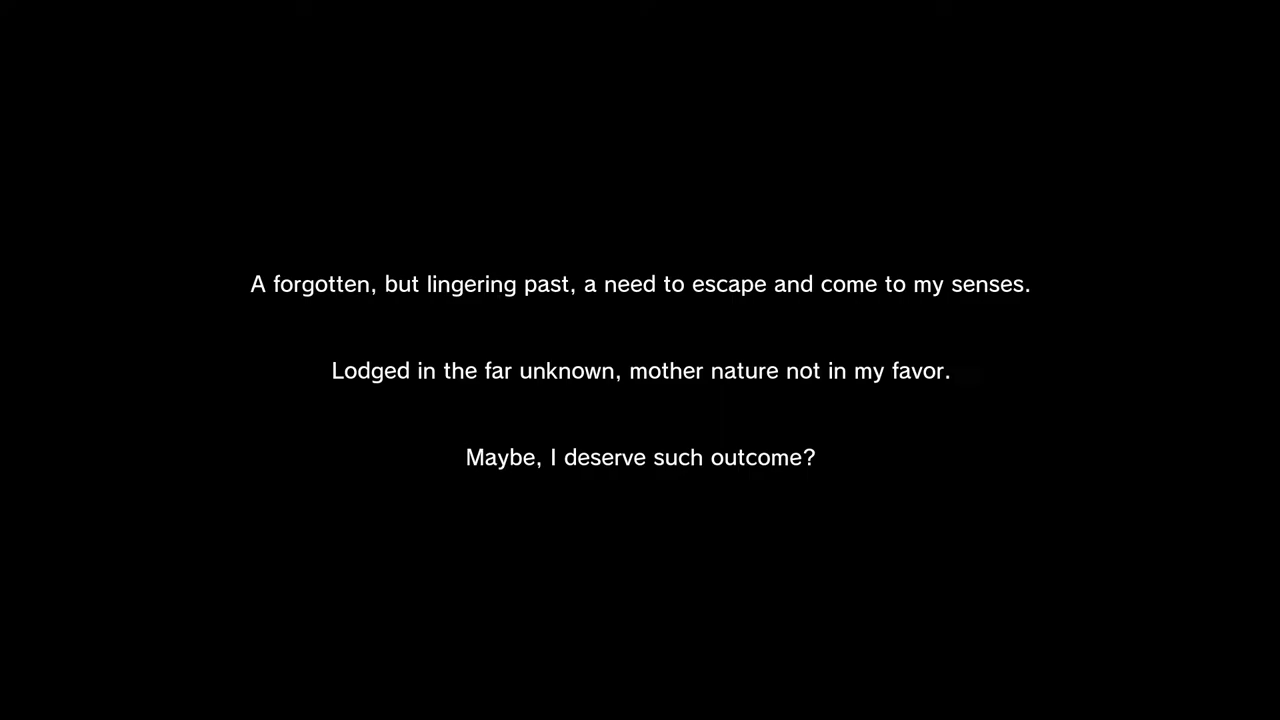 A forgotten, but lingering past, a need to escape and come to my senses.
Lodged in the far unknown, mother nature not in my favor.
Maybe, I deserve such outcome?